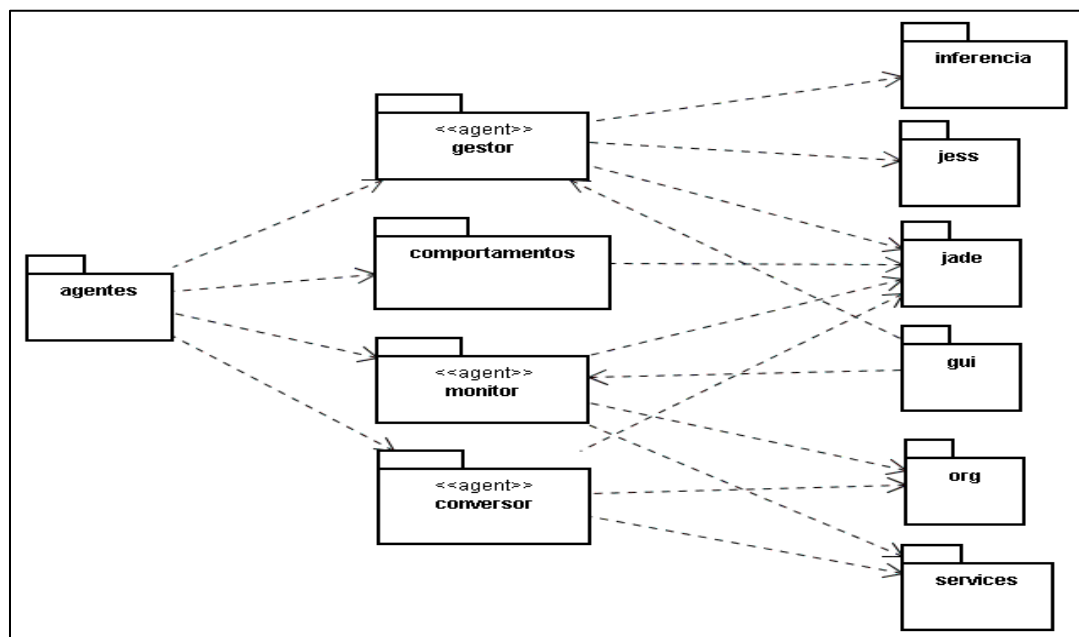 agentes
<<agent>>
gestor
comportamentos
<<agent>>
monitor
<<agent>>
conversor
inferencia
jess
jade
gui
org
services